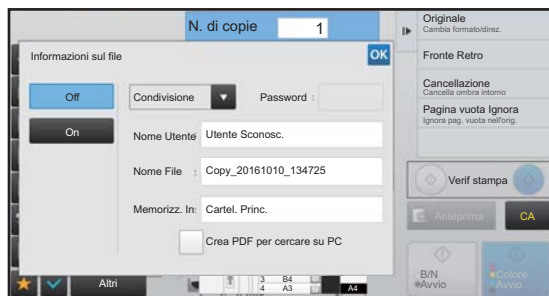 N. di copie 1
Originale
Cambia formato/direz.
Informazioni sul file
OK
Fronte Retro
Off
Condivisione
Password :
Cancellazione
Cancella ombra intorno
On
Nome Utente
Utente Sconosc.
Pagina vuota Ignora
Ignora pag. vuota nell'orig.
Nome File :
Copy_20161010_134725
Verif stampa
Memorizz. In:
Cartel. Princ.
Anteprima
CA
Crea PDF per cercare su PC
B/N
Avvio
Colore
Avvio
Altri
3 B4
4 A3
A4